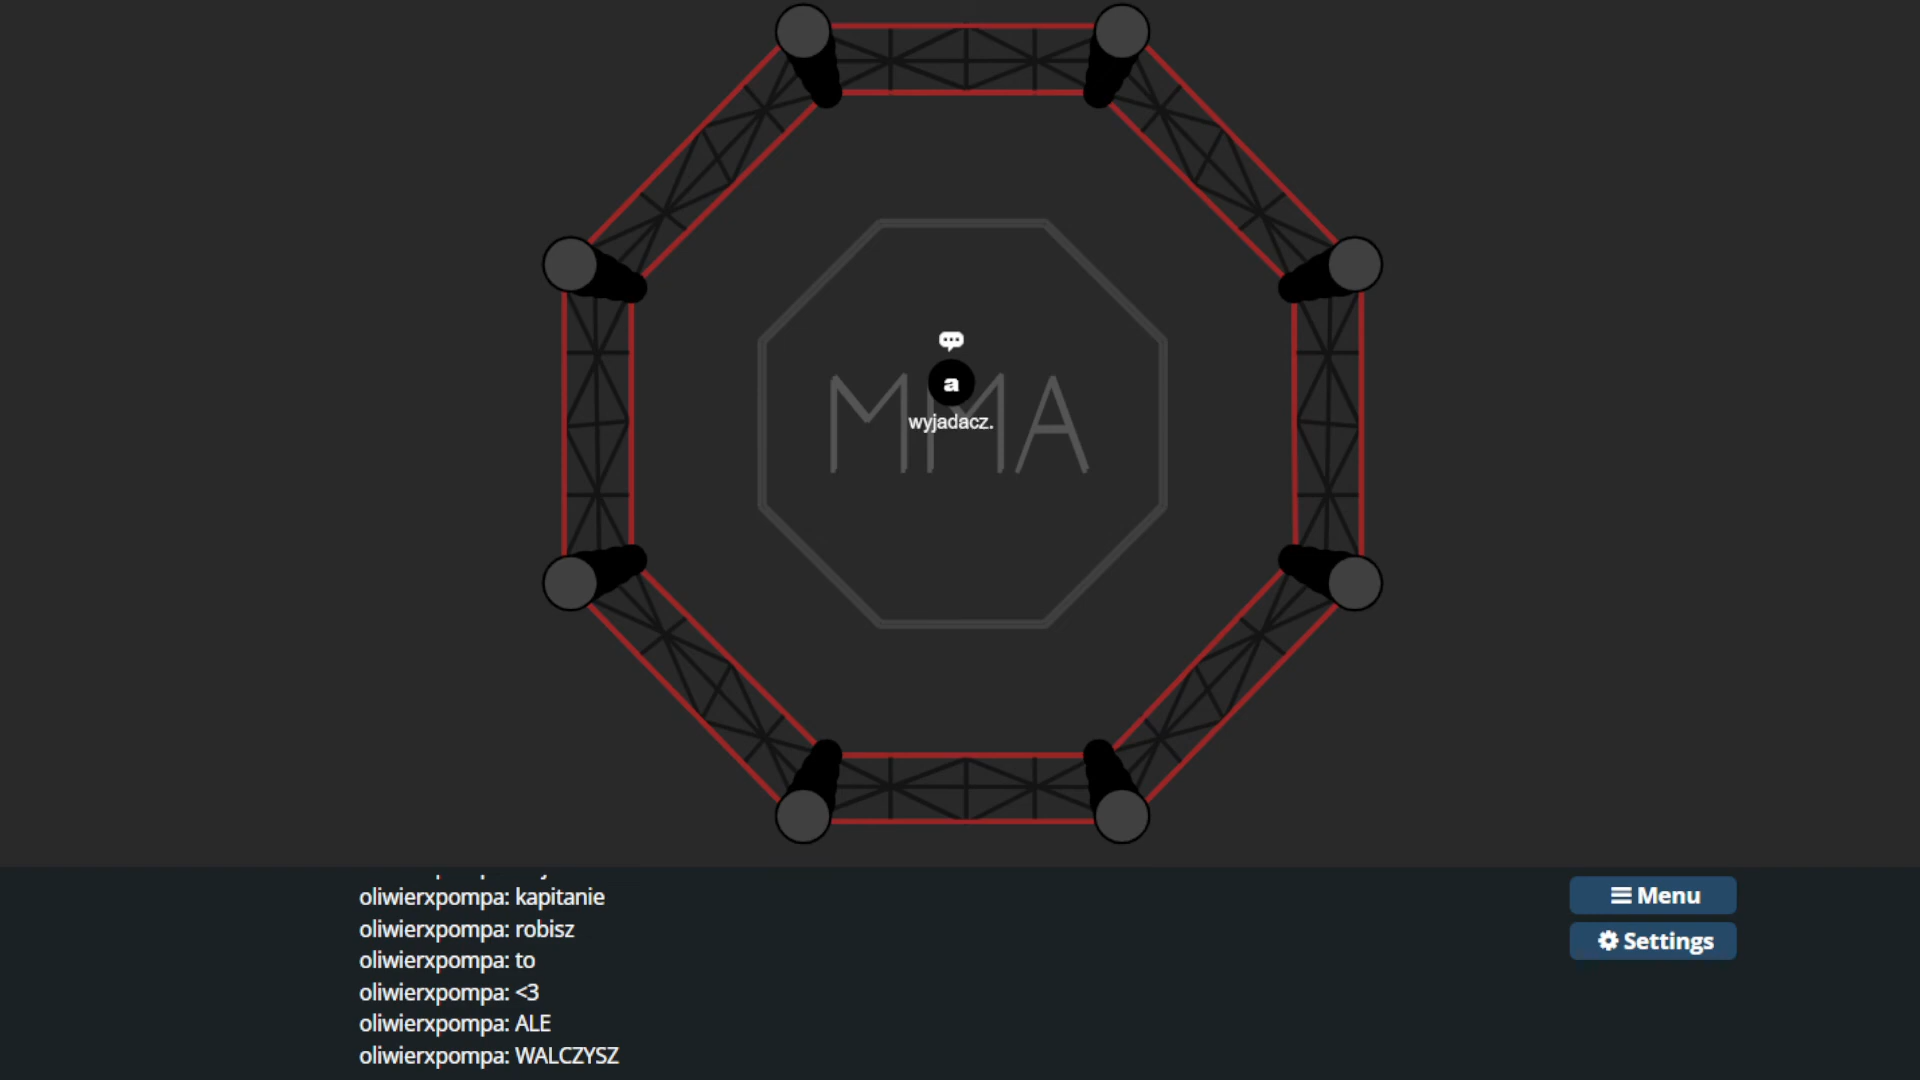 a
wyjadacz.
MMA
oliwierxpompa: kapitanie
oliwierxpompa: robisz
oliwierxpompa: to
oliwierxpompa: <3
oliwierxpompa: ALE
oliwierxpompa: WALCZYSZ
Menu
Settings